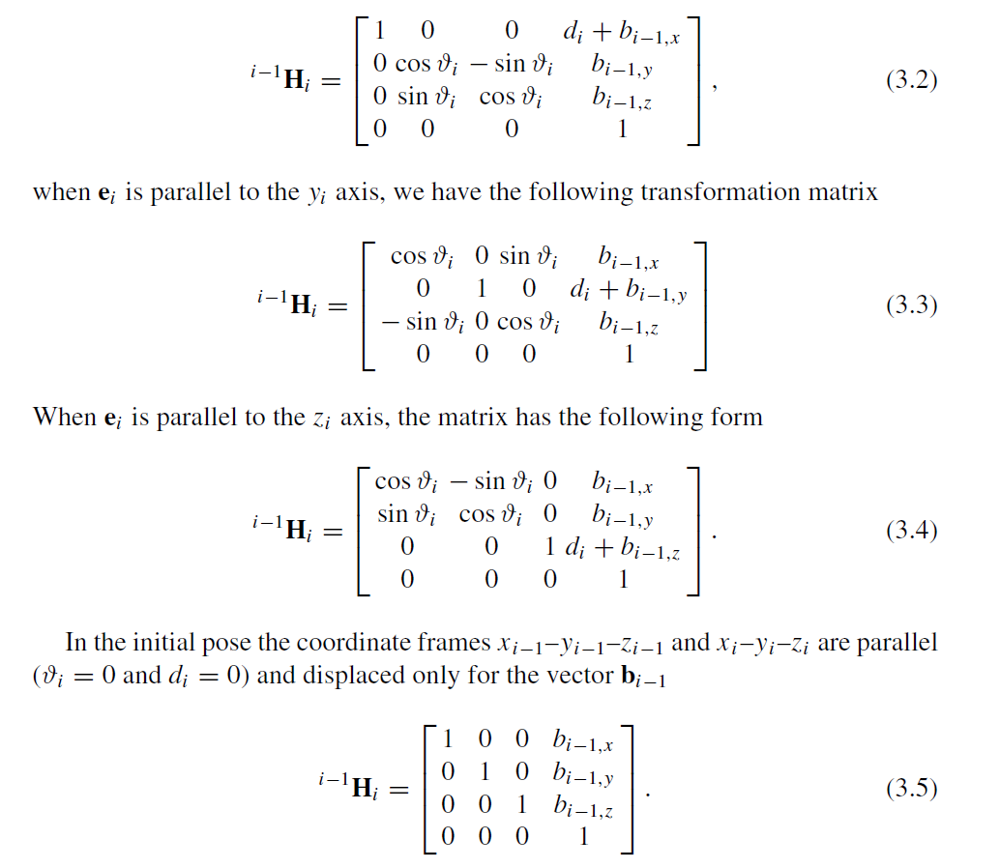 $$^{i-1}\mathbf{H}_i = \begin{bmatrix} 1 & 0 & 0 & d_i + b_{i-1,x} \\ 0 & \cos\vartheta_i & -\sin\vartheta_i & b_{i-1,y} \\ 0 & \sin\vartheta_i & \cos\vartheta_i & b_{i-1,z} \\ 0 & 0 & 0 & 1 \end{bmatrix}, \quad (3.2)$$
when $\mathbf{e}_i$ is parallel to the $y_i$ axis, we have the following transformation matrix
$$^{i-1}\mathbf{H}_i = \begin{bmatrix} \cos\vartheta_i & 0 & \sin\vartheta_i & b_{i-1,x} \\ 0 & 1 & 0 & d_i + b_{i-1,y} \\ -\sin\vartheta_i & 0 & \cos\vartheta_i & b_{i-1,z} \\ 0 & 0 & 0 & 1 \end{bmatrix} \quad (3.3)$$
When $\mathbf{e}_i$ is parallel to the $z_i$ axis, the matrix has the following form
$$^{i-1}\mathbf{H}_i = \begin{bmatrix} \cos\vartheta_i & -\sin\vartheta_i & 0 & b_{i-1,x} \\ \sin\vartheta_i & \cos\vartheta_i & 0 & b_{i-1,y} \\ 0 & 0 & 1 & d_i + b_{i-1,z} \\ 0 & 0 & 0 & 1 \end{bmatrix}. \quad (3.4)$$
In the initial pose the coordinate frames $x_{i-1}$–$y_{i-1}$–$z_{i-1}$ and $x_i$–$y_i$–$z_i$ are parallel
($\vartheta_i = 0$ and $d_i = 0$) and displaced only for the vector $\mathbf{b}_{i-1}$
$$^{i-1}\mathbf{H}_i = \begin{bmatrix} 1 & 0 & 0 & b_{i-1,x} \\ 0 & 1 & 0 & b_{i-1,y} \\ 0 & 0 & 1 & b_{i-1,z} \\ 0 & 0 & 0 & 1 \end{bmatrix}. \quad (3.5)$$